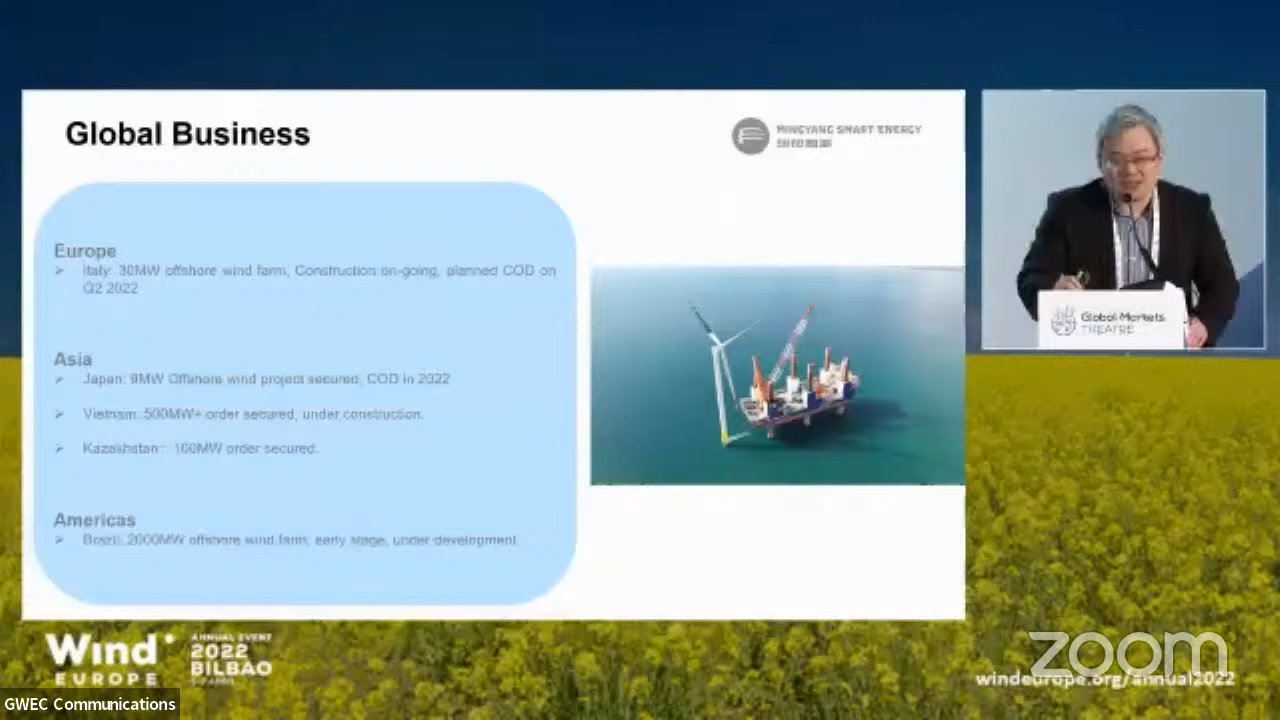 Global Business
MINGYANG SMART ENERGY
Europe
➢ Italy: 30MW offshore wind farm, Construction on-going, planned COD on
Q2 2022
Asia
➢ Japan: 9MW Offshore wind project secured, COD in 2022
➢ Vietnam: 500MW+ order secured, under construction.
➢ Kazakhstan: 100MW order secured.
Americas
➢ Brazil: 2000MW offshore wind farm, early stage, under development
Global Markets
THEATRE
Wind
EUROPE
ANNUAL EVENT
2022
BILBAO
zoom
windeurope.org/annual2022
GWEC Communications